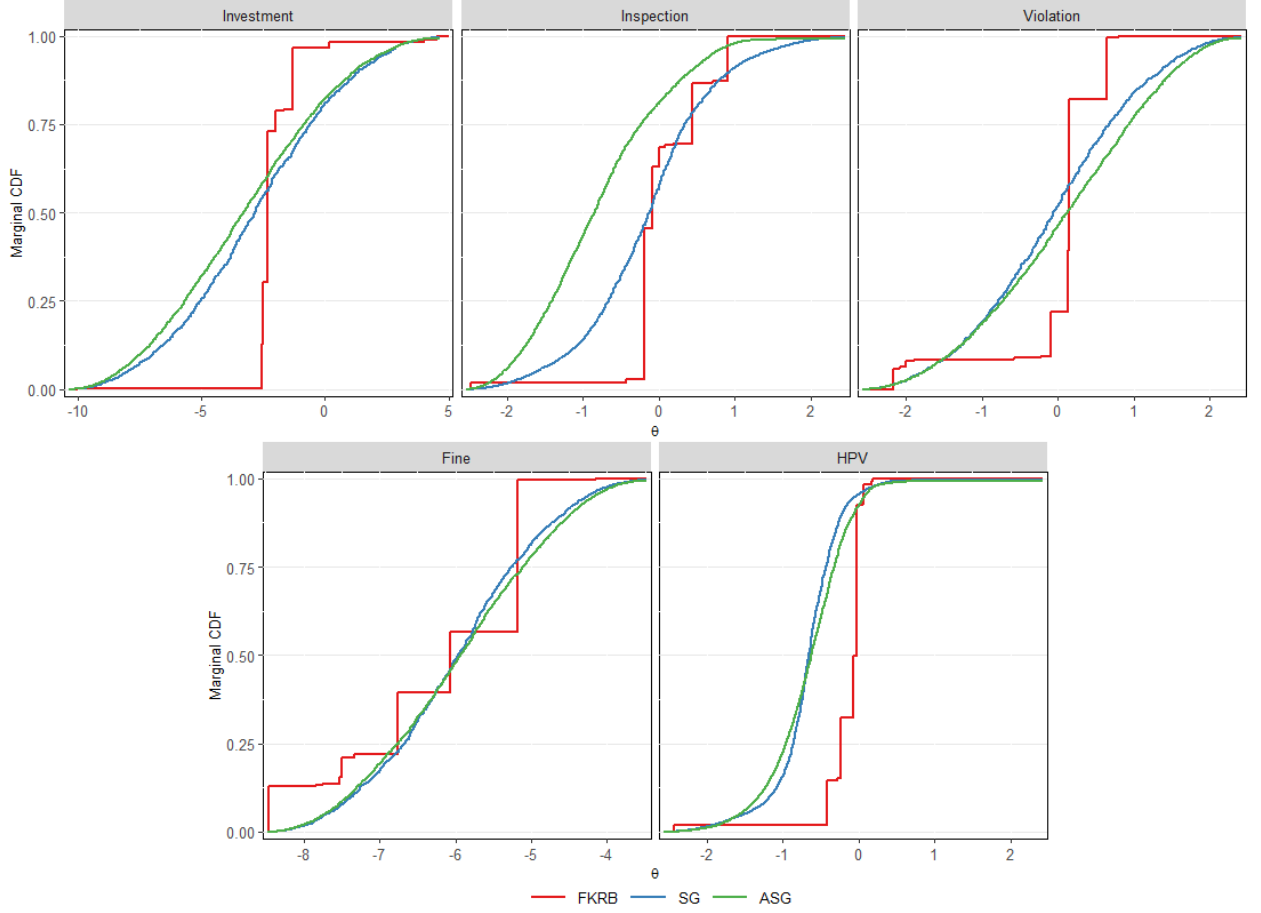 Investment Inspection Violation
1.00
0.75
0.50
0.25
0.00
Marginal CDF
-10 -5 0 5 -2 -1 0 1 2 -2 -1 0 1 2
θ
Fine HPV
1.00
0.75
0.50
0.25
0.00
Marginal CDF
-8 -7 -6 -5 -4 -2 -1 0 1 2
θ
FKRB SG ASG